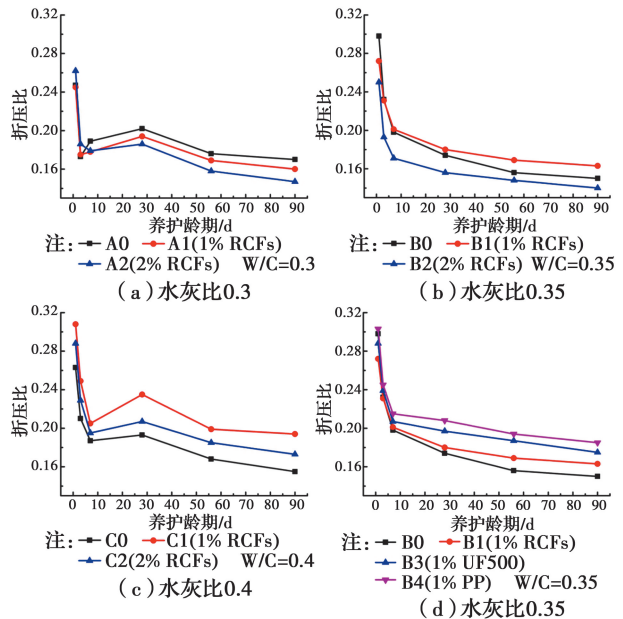 0.32
0.28
0.24
0.20
0.16
折压比
0 10 20 30 40 50 60 70 80 90
养护龄期/d
注: A0 A1(1% RCFs)
A2(2% RCFs) W/C=0.3
(a)水灰比0.3
0.32
0.28
0.24
0.20
0.16
折压比
0 10 20 30 40 50 60 70 80 90
养护龄期/d
注: B0 B1(1% RCFs)
B2(2% RCFs) W/C=0.35
(b)水灰比0.35
0.32
0.28
0.24
0.20
0.16
折压比
0 10 20 30 40 50 60 70 80 90
养护龄期/d
注: C0 C1(1% RCFs)
C2(2% RCFs) W/C=0.4
(c)水灰比0.4
0.32
0.28
0.24
0.20
0.16
折压比
0 10 20 30 40 50 60 70 80 90
养护龄期/d
注: B0 B1(1% RCFs)
B3(1% UF500)
B4(1% PP) W/C=0.35
(d)水灰比0.35